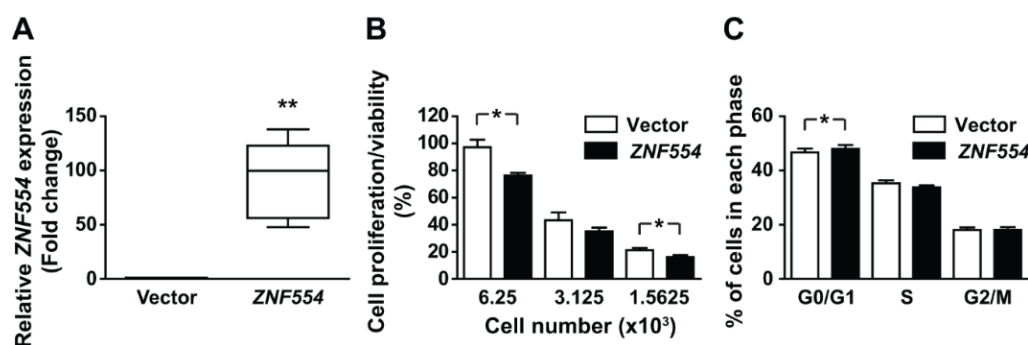 A
Relative ZNF554 expression
(Fold change)
150
100
50
0
**
Vector
ZNF554
B
Cell proliferation/viability
(%)
120
100
80
60
40
20
0
*
*
Vector
ZNF554
6.25
3.125
1.5625
Cell number (x10³)
C
% of cells in each phase
60
40
20
0
*
Vector
ZNF554
G0/G1
S
G2/M